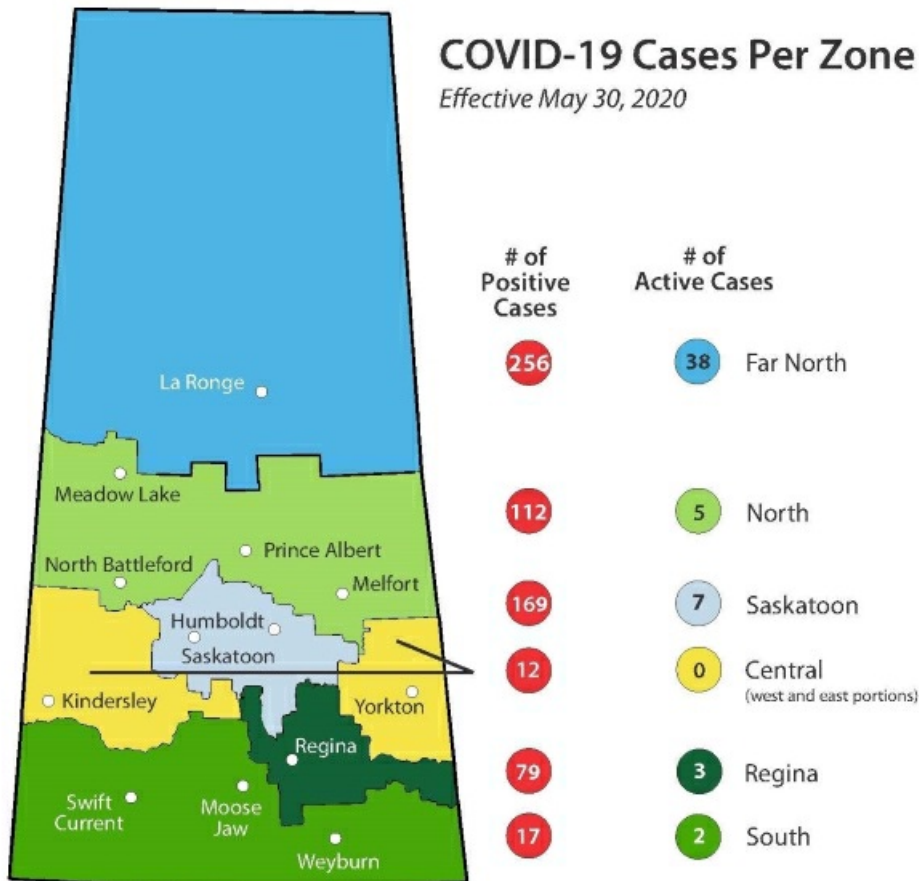 COVID-19 Cases Per Zone
Effective May 30, 2020
# of
Positive
Cases
# of
Active Cases
256
38
Far North
112
5
North
169
7
Saskatoon
12
0
Central
(west and east portions)
79
3
Regina
17
2
South
La Ronge
Meadow Lake
Prince Albert
North Battleford
Melfort
Humboldt
Saskatoon
Kindersley
Yorkton
Regina
Swift
Current
Moose
Jaw
Weyburn